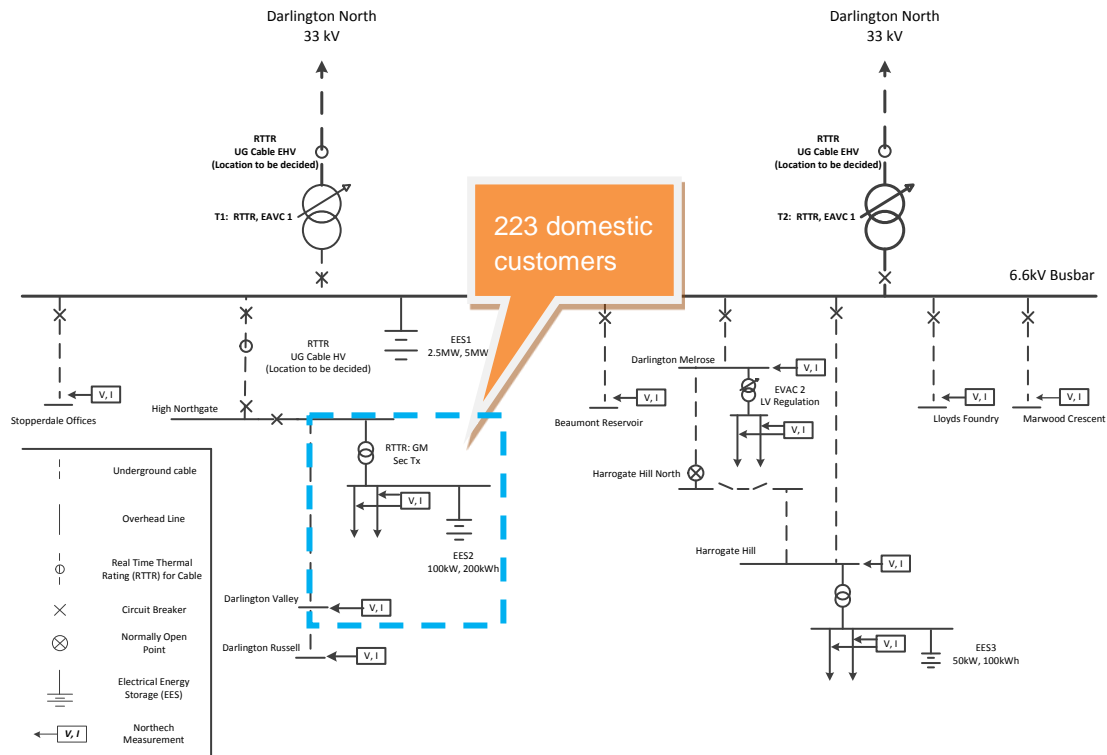 Darlington North
33 kV
Darlington North
33 kV
RTTR
UG Cable EHV
(Location to be decided)
RTTR
UG Cable EHV
(Location to be decided)
T1:  RTTR, EAVC 1
T2:  RTTR, EAVC 1
223 domestic
customers
6.6kV Busbar
RTTR
UG Cable HV
(Location to be decided)
EES1
2.5MW, 5MW
V, I
Stopperdale Offices
High Northgate
RTTR: GM
Sec Tx
V, I
EES2
100kW, 200kWh
Darlington Valley
V, I
Darlington Russell
V, I
Darlington Melrose
V, I
EVAC 2
LV Regulation
V, I
Beaumont Reservoir
V, I
Lloyds Foundry
V, I
Marwood Crescent
V, I
Harrogate Hill North
Harrogate Hill
V, I
V, I
EES3
50kW, 100kWh
Underground cable
Overhead Line
Real Time Thermal
Rating (RTTR) for Cable
Circuit Breaker
Normally Open
Point
Electrical Energy
Storage (EES)
V, I
Northech
Measurement